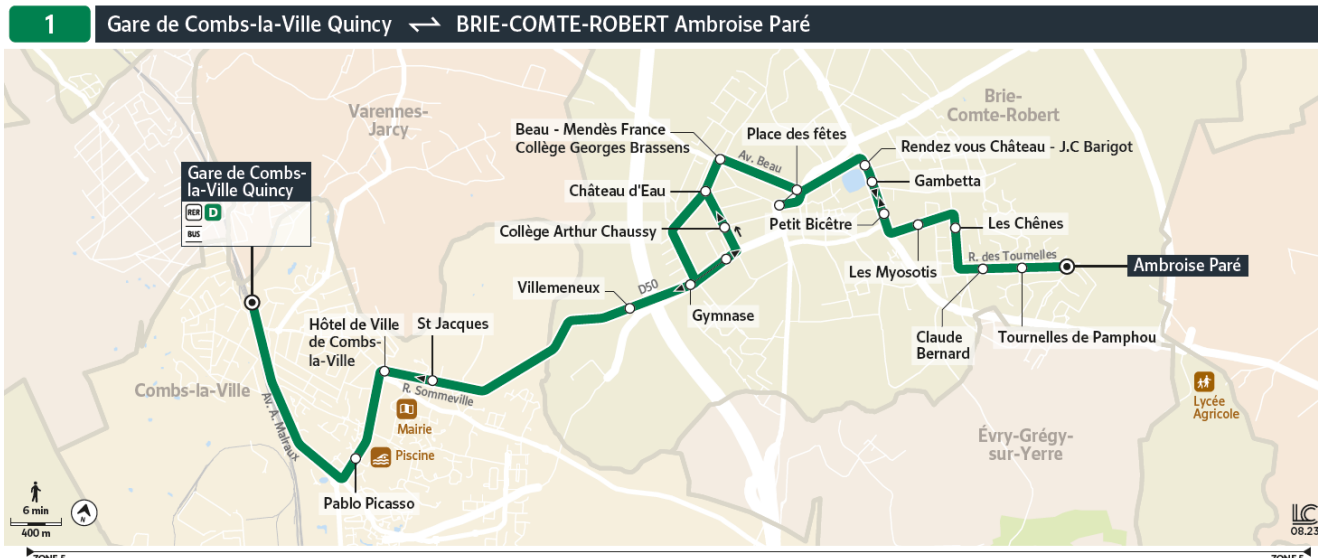 1
Gare de Combs-la-Ville Quincy
BRIE-COMTE-ROBERT Ambroise Paré
Varennes-
Jarcy
Brie-
Comte-Robert
Beau - Mendès France
Collège Georges Brassens
Place des fêtes
Av. Beau
Rendez vous Château - J.C Barigot
Gare de Combs-
la-Ville Quincy
RER D
BUS
Château d'Eau
Gambetta
Collège Arthur Chaussy
Petit Bicêtre
Les Chênes
Les Myosotis
R. des Tournelles
Ambroise Paré
Villemeneux
D50
Gymnase
Hôtel de Ville
de Combs-
la-Ville
St Jacques
Claude
Bernard
Tournelles de Pamphou
Combs-la-Ville
Av. A. Malraux
R. Sommeville
Mairie
Piscine
Lycée
Agricole
Évry-Grégy-
sur-Yerre
Pablo Picasso
6 min
400 m
N
LC
08.23
ZONE 5
ZONE 5